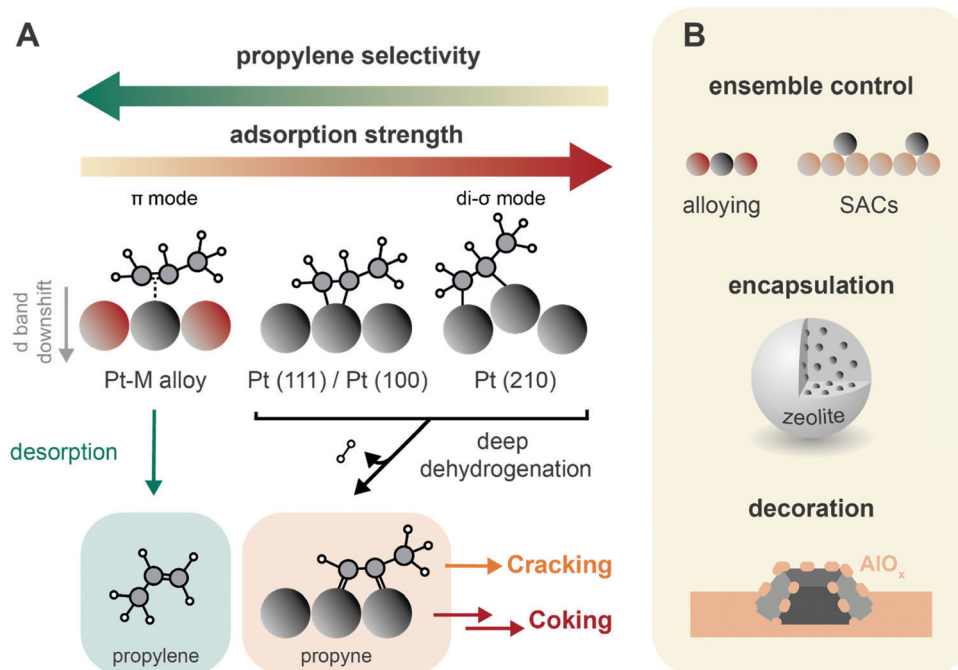 A
propylene selectivity
adsorption strength
π mode
di-σ mode
d band
downshift
Pt-M alloy
Pt (111) / Pt (100)
Pt (210)
desorption
deep
dehydrogenation
Cracking
Coking
propylene
propyne
B
ensemble control
alloying
SACs
encapsulation
zeolite
decoration
AlOₓ